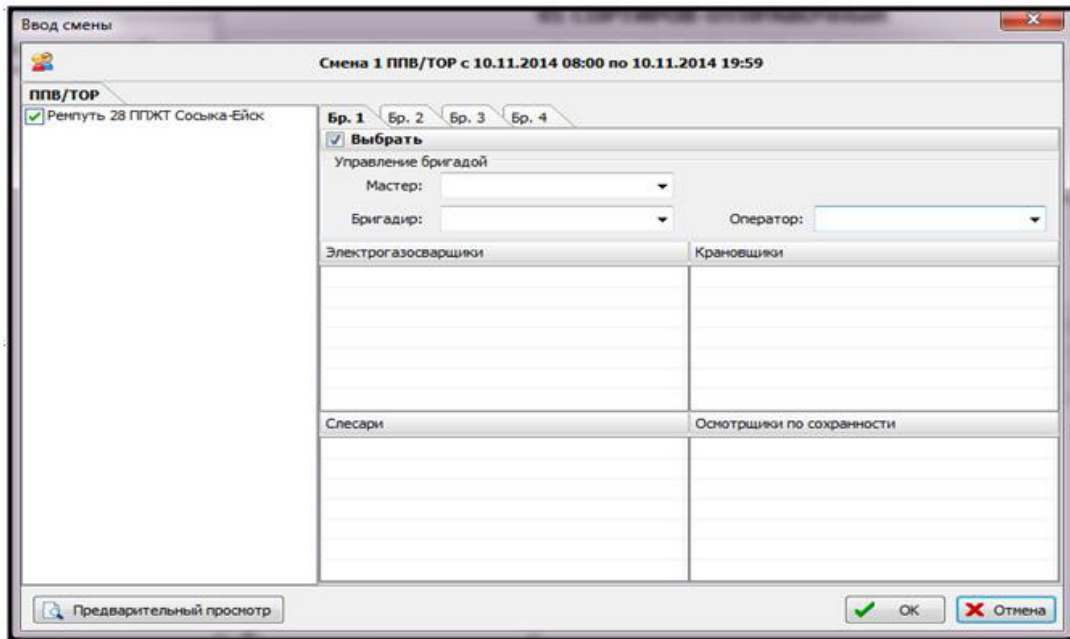 Ввод смены
Смена 1 ППВ/ТОР с 10.11.2014 08:00 по 10.11.2014 19:59
ППВ/ТОР
Ремпуть 28 ППЖТ Сосыка-Ейск
Бр. 1 Бр. 2 Бр. 3 Бр. 4
Выбрать
Управление бригадой
Мастер:
Бригадир: Оператор:
Электрогазосварщики Крановщики
Слесари Осмотрщики по сохранности
Предварительный просмотр OK Отмена